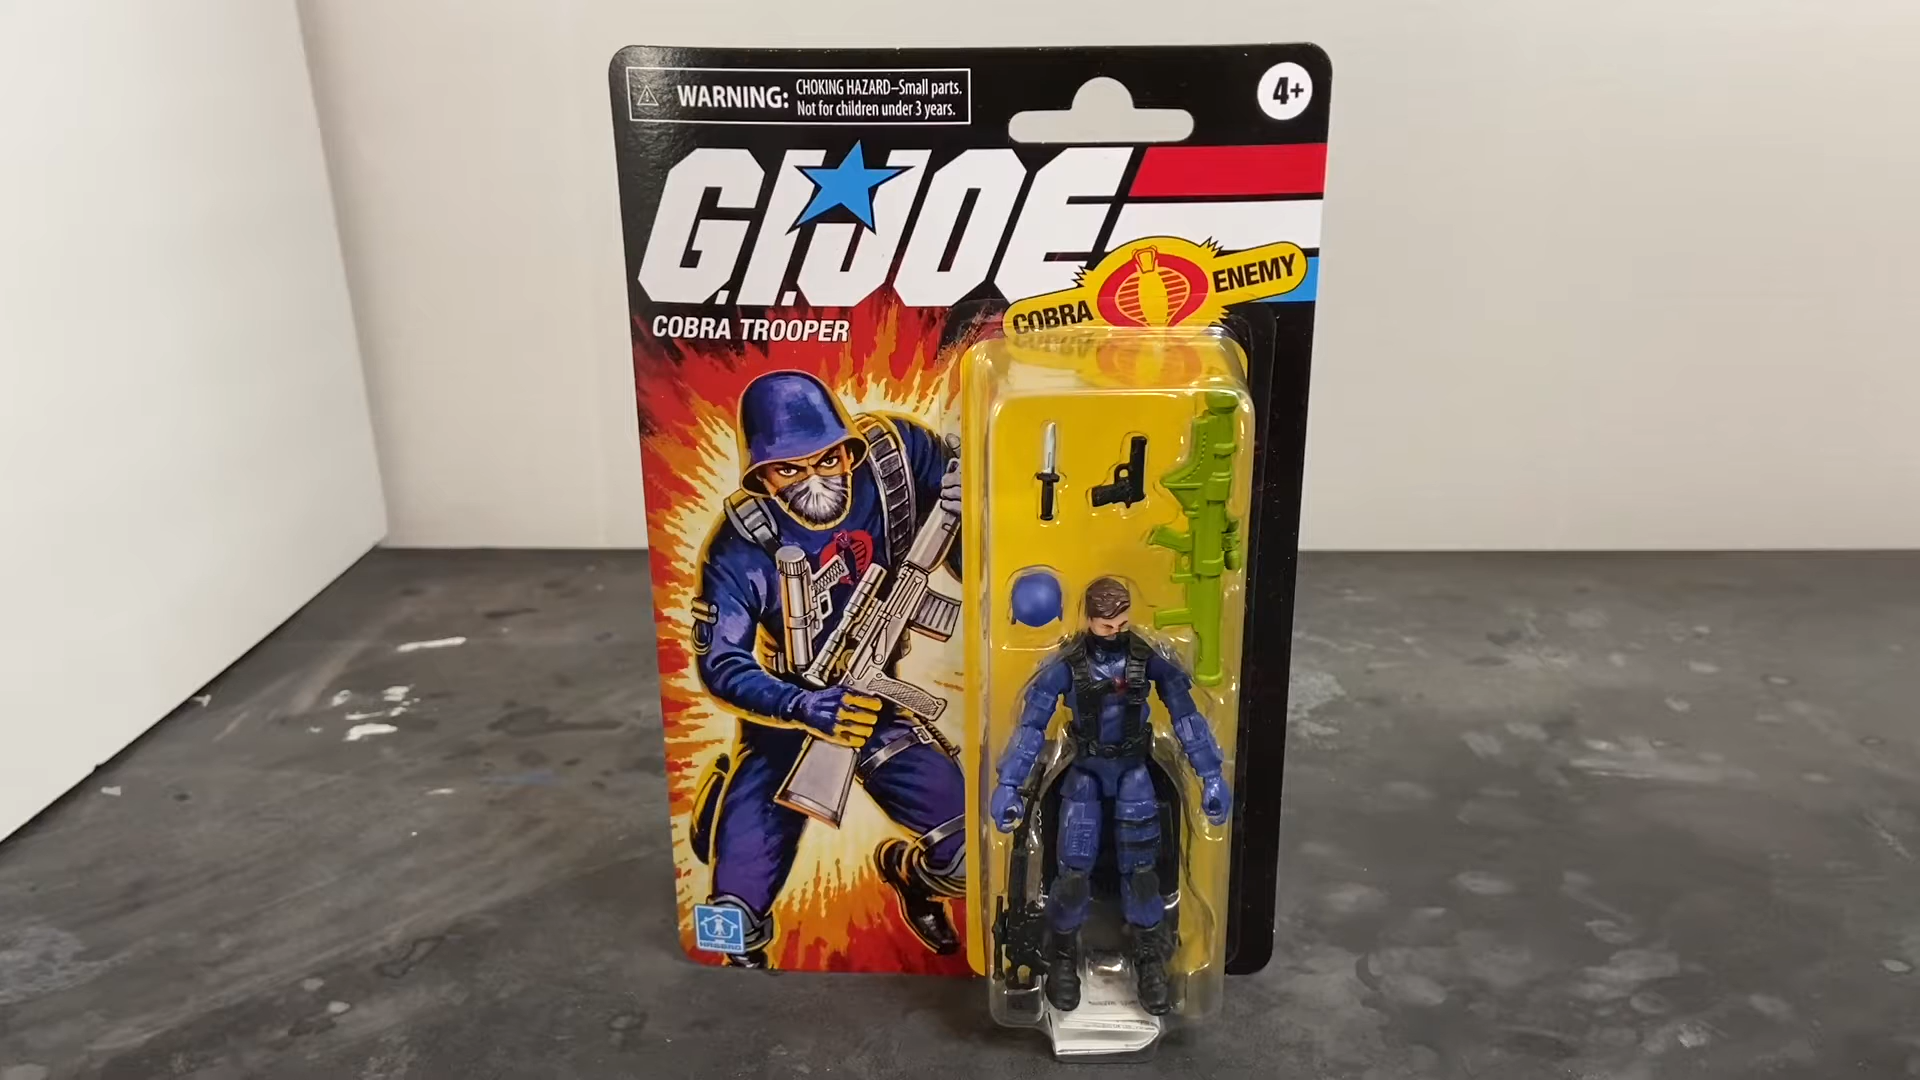 WARNING: CHOKING HAZARD–Small parts.
Not for children under 3 years.
4+
G.I.JOE
COBRA TROOPER
COBRA ENEMY
HASBRO